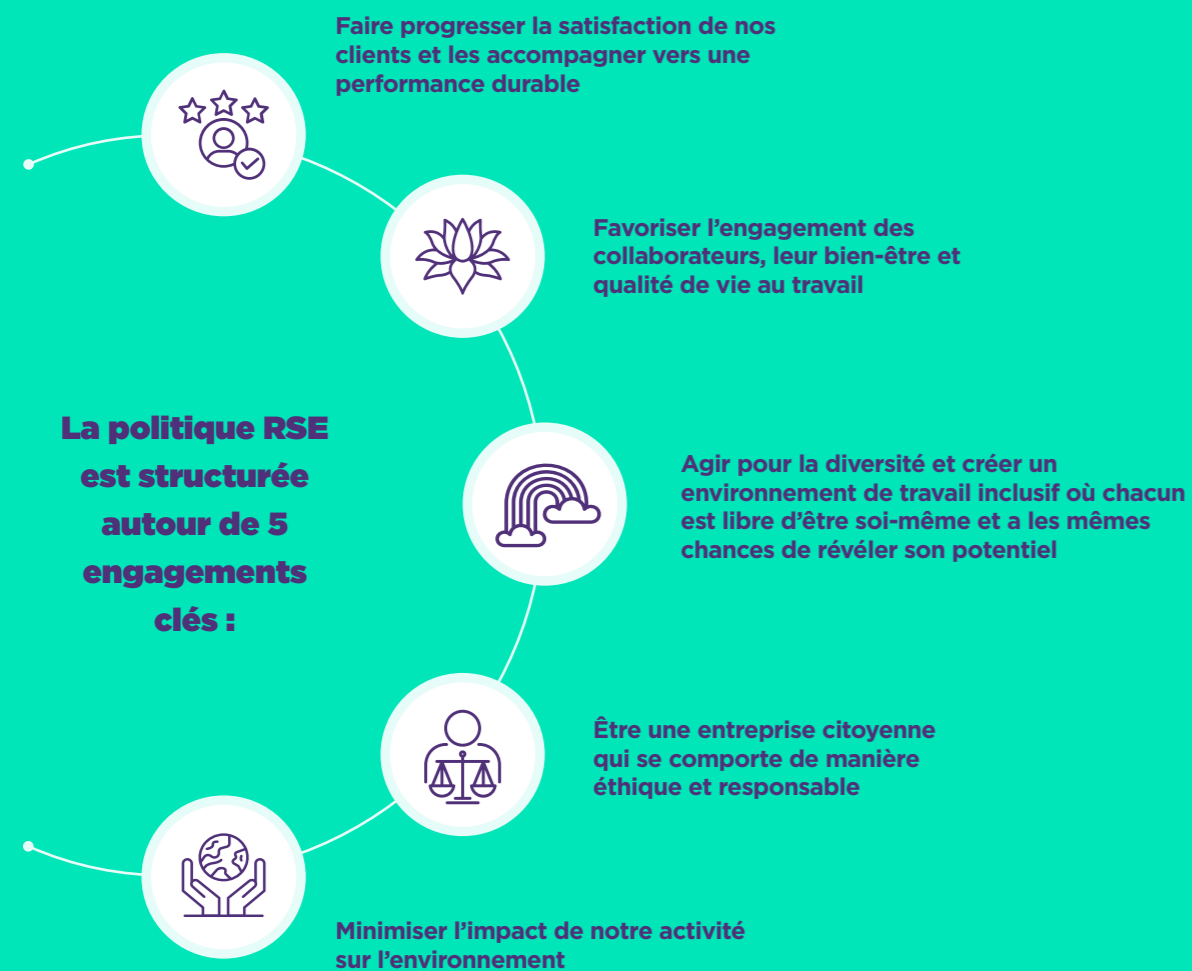 Faire progresser la satisfaction de nos
clients et les accompagner vers une
performance durable
Favoriser l’engagement des
collaborateurs, leur bien-être et
qualité de vie au travail
La politique RSE
est structurée
autour de 5
engagements
clés :
Agir pour la diversité et créer un
environnement de travail inclusif où chacun
est libre d’être soi-même et a les mêmes
chances de révéler son potentiel
Être une entreprise citoyenne
qui se comporte de manière
éthique et responsable
Minimiser l’impact de notre activité
sur l’environnement